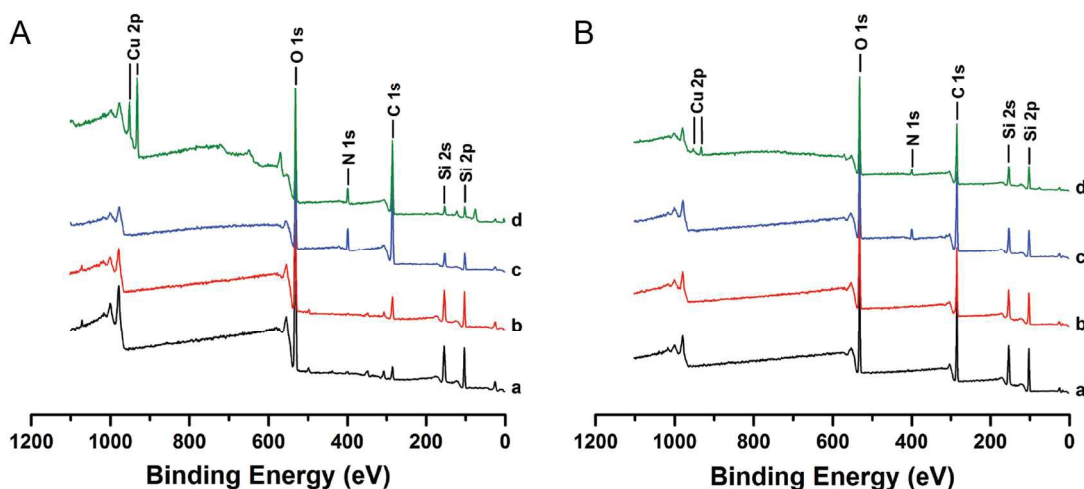 A
Cu 2p
O 1s
N 1s
C 1s
Si 2s
Si 2p
d
c
b
a
1200 1000 800 600 400 200 0
Binding Energy (eV)
B
Cu 2p
O 1s
N 1s
C 1s
Si 2s
Si 2p
d
c
b
a
1200 1000 800 600 400 200 0
Binding Energy (eV)